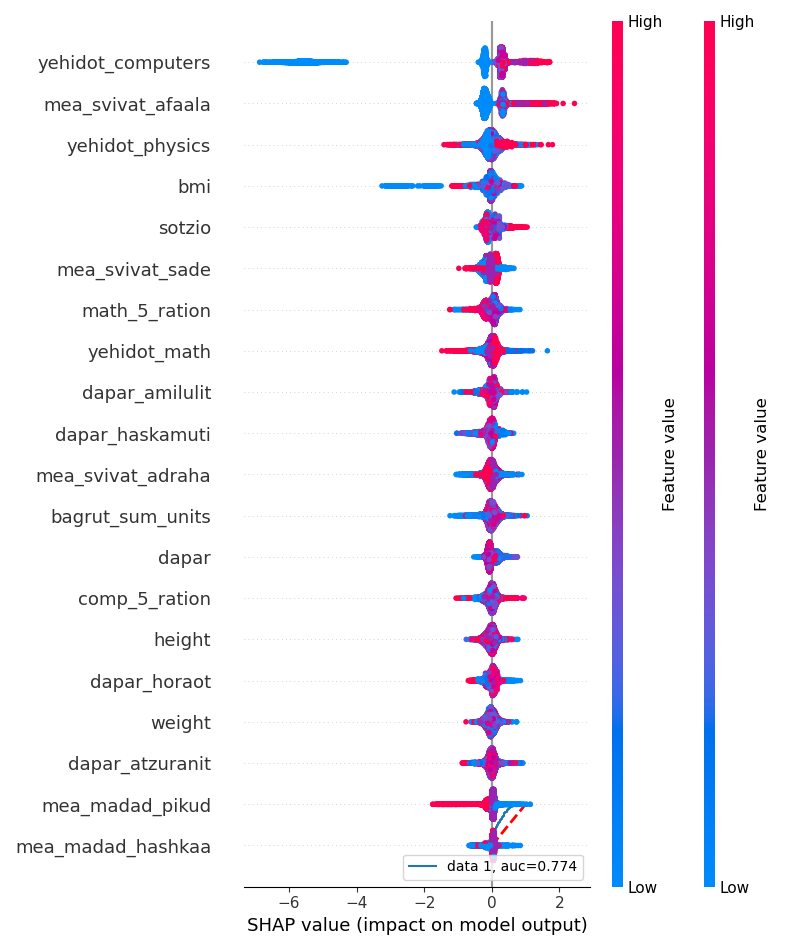 High
High
yehidot_computers
mea_svivat_afaala
yehidot_physics
bmi
sotzio
mea_svivat_sade
math_5_ration
yehidot_math
dapar_amilulit
dapar_haskamuti
mea_svivat_adraha
bagrut_sum_units
dapar
comp_5_ration
height
dapar_horaot
weight
dapar_atzuranit
mea_madad_pikud
mea_madad_hashkaa
Feature value
Feature value
data 1, auc=0.774
Low
Low
−6
−4
−2
0
2
SHAP value (impact on model output)